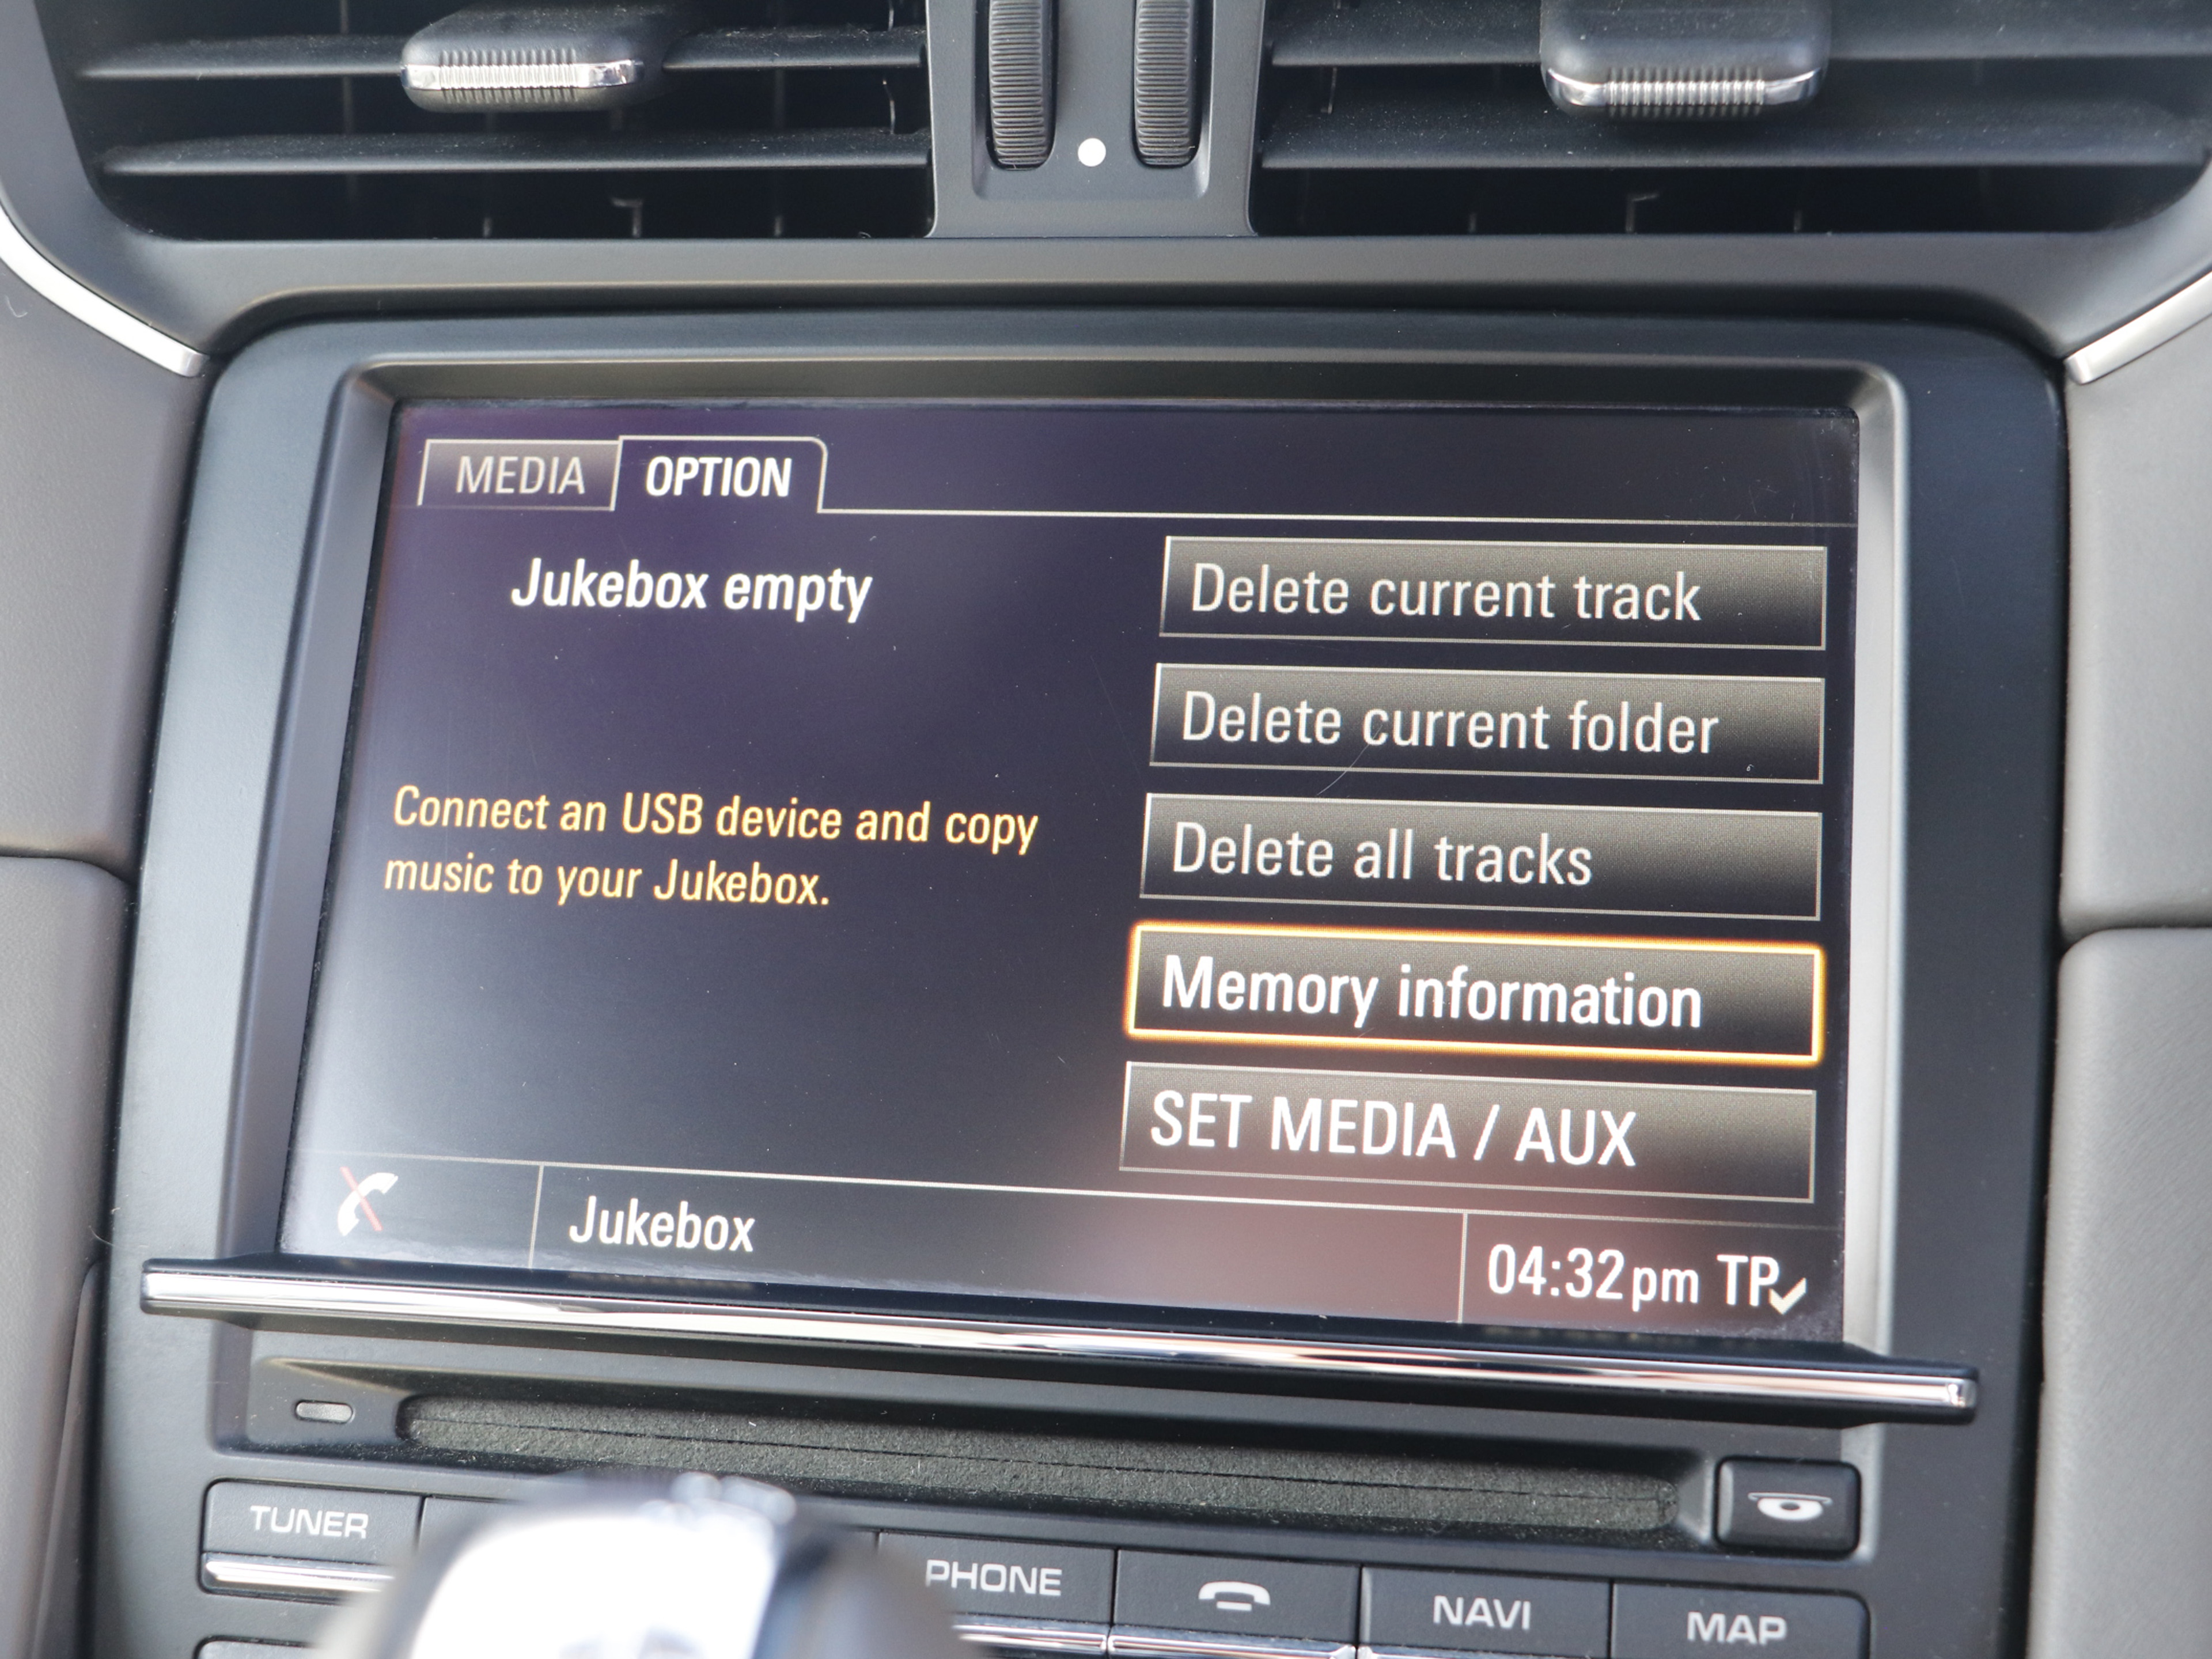 MEDIA
OPTION
Jukebox empty
Delete current track
Delete current folder
Connect an USB device and copy
music to your Jukebox.
Delete all tracks
Memory information
SET MEDIA / AUX
Jukebox
04:32pm TP
TUNER
PHONE
NAVI
MAP